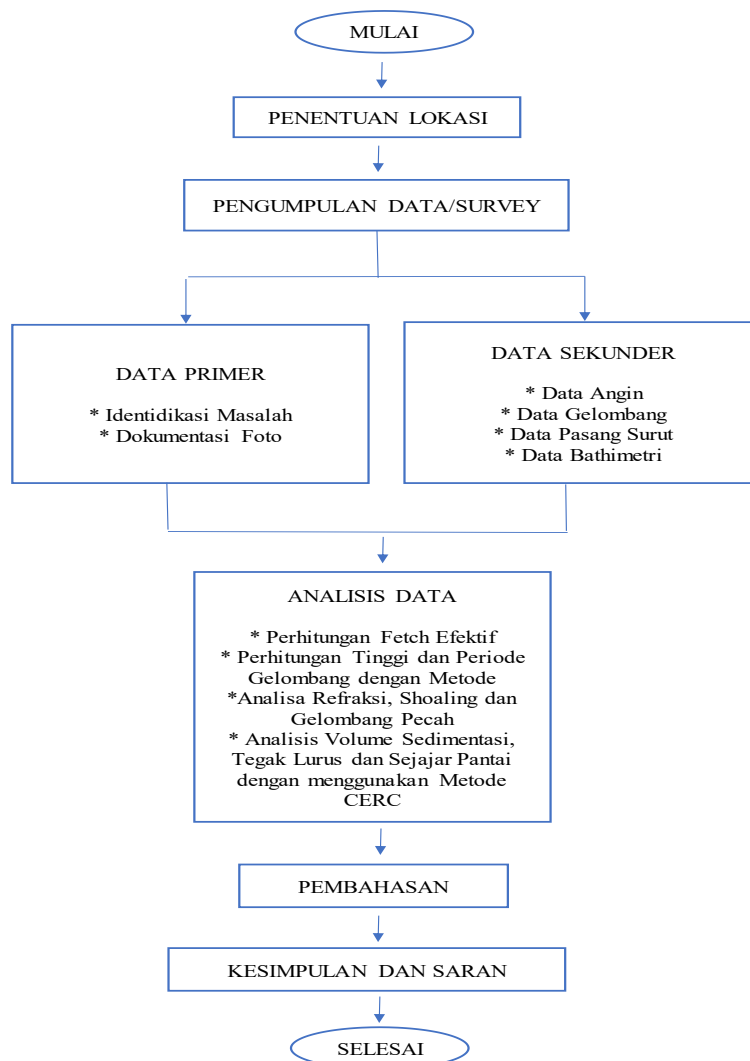 MULAI
PENENTUAN LOKASI
PENGUMPULAN DATA/SURVEY
DATA PRIMER
* Identidikasi Masalah
* Dokumentasi Foto
DATA SEKUNDER
* Data Angin
* Data Gelombang
* Data Pasang Surut
* Data Bathimetri
ANALISIS DATA
* Perhitungan Fetch Efektif
* Perhitungan Tinggi dan Periode
Gelombang dengan Metode
*Analisa Refraksi, Shoaling dan
Gelombang Pecah
* Analisis Volume Sedimentasi,
Tegak Lurus dan Sejajar Pantai
dengan menggunakan Metode
CERC
PEMBAHASAN
KESIMPULAN DAN SARAN
SELESAI